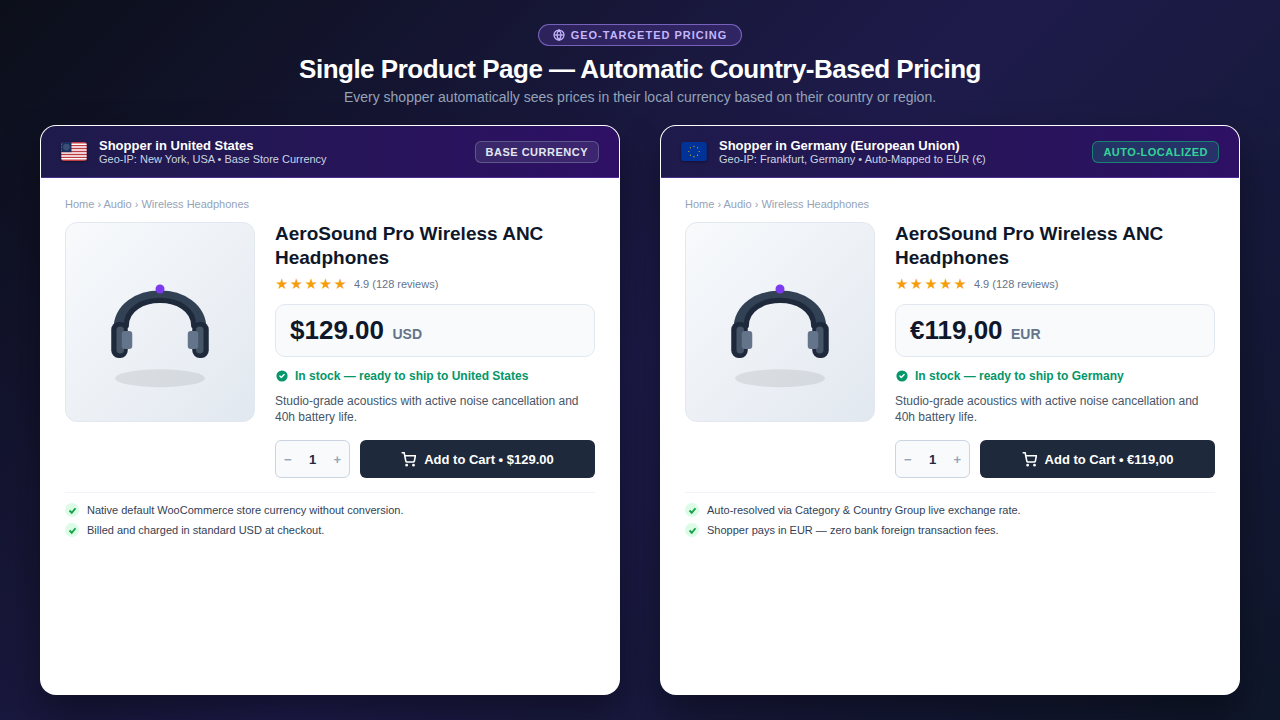 GEO-TARGETED PRICING
Single Product Page — Automatic Country-Based Pricing
Every shopper automatically sees prices in their local currency based on their country or region.
Shopper in United States
Geo-IP: New York, USA • Base Store Currency
BASE CURRENCY
Home › Audio › Wireless Headphones
AeroSound Pro Wireless ANC
Headphones
★★★★★ 4.9 (128 reviews)
$129.00 USD
In stock — ready to ship to United States
Studio-grade acoustics with active noise cancellation and
40h battery life.
− 1 +
Add to Cart • $129.00
Native default WooCommerce store currency without conversion.
Billed and charged in standard USD at checkout.
Shopper in Germany (European Union)
Geo-IP: Frankfurt, Germany • Auto-Mapped to EUR (€)
AUTO-LOCALIZED
Home › Audio › Wireless Headphones
AeroSound Pro Wireless ANC
Headphones
★★★★★ 4.9 (128 reviews)
€119,00 EUR
In stock — ready to ship to Germany
Studio-grade acoustics with active noise cancellation and
40h battery life.
− 1 +
Add to Cart • €119,00
Auto-resolved via Category & Country Group live exchange rate.
Shopper pays in EUR — zero bank foreign transaction fees.